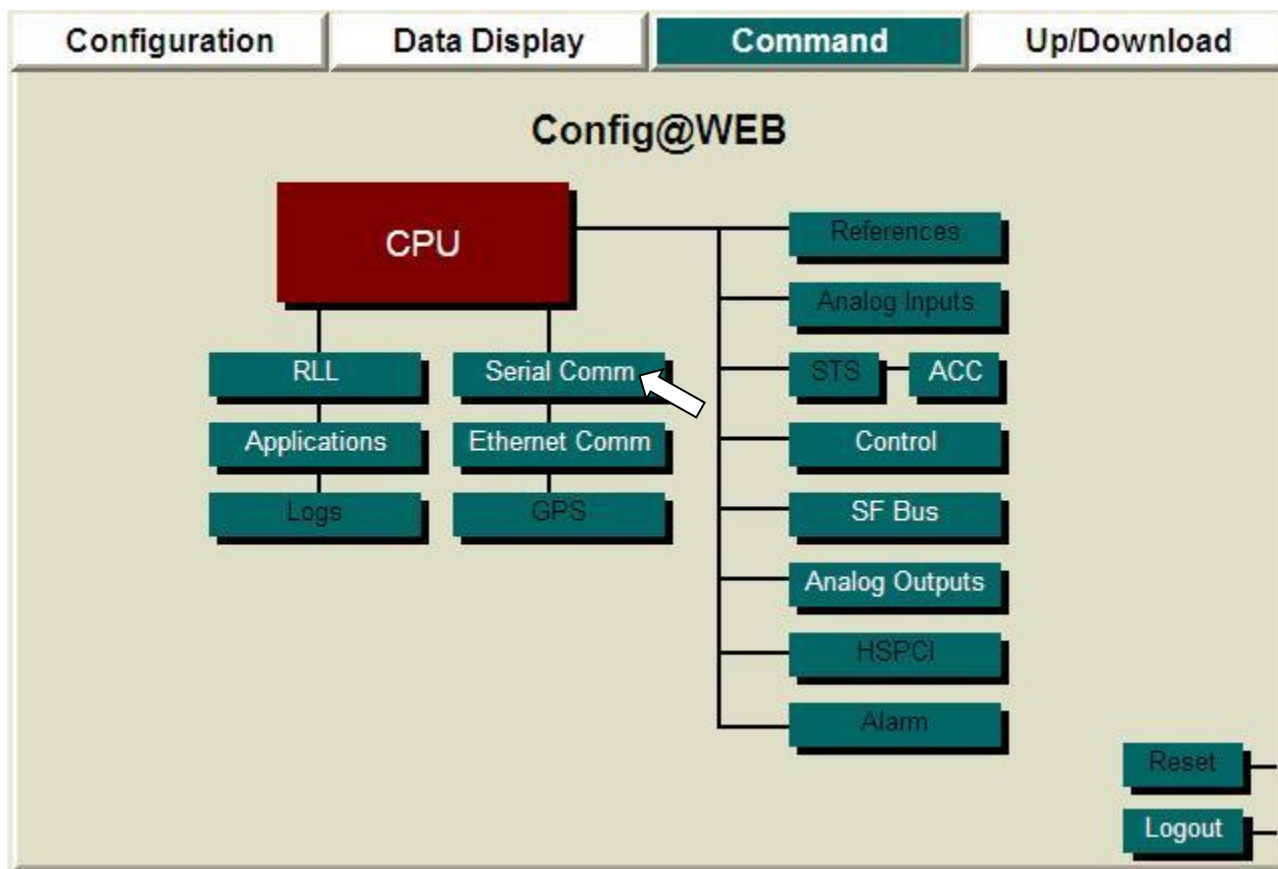 Configuration
Data Display
Command
Up/Download
Config@WEB
CPU
RLL
Applications
Logs
Serial Comm
Ethernet Comm
GPS
References
Analog Inputs
STS
ACC
Control
SF Bus
Analog Outputs
HSPCI
Alarm
Reset
Logout